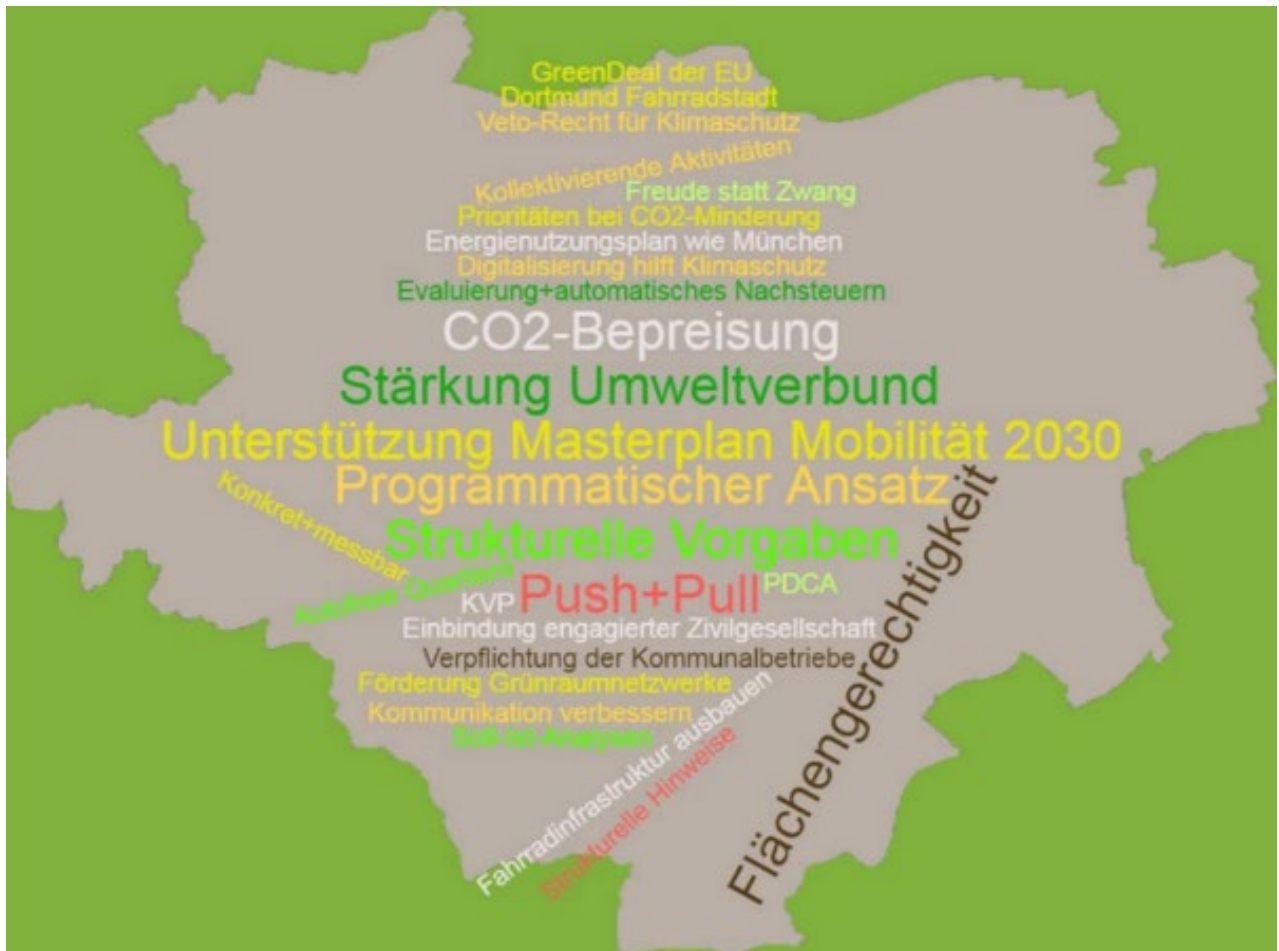 GreenDeal der EU
Dortmund Fahrradstadt
Veto-Recht für Klimaschutz
Kollektivierende Aktivitäten
Freude statt Zwang
Prioritäten bei CO2-Minderung
Energienutzungsplan wie München
Digitalisierung hilft Klimaschutz
Evaluierung+automatisches Nachsteuern
CO2-Bepreisung
Stärkung Umweltverbund
Unterstützung Masterplan Mobilität 2030
Programmatischer Ansatz
Konkret+messbar
Strukturelle Vorgaben
Autofreie Quartiere
KVP
Push+Pull
PDCA
Einbindung engagierter Zivilgesellschaft
Verpflichtung der Kommunalbetriebe
Förderung Grünraumnetzwerke
Kommunikation verbessern
Soll-Ist-Analysen
Fahrradinfrastruktur ausbauen
Strukturelle Hinweise
Flächengerechtigkeit